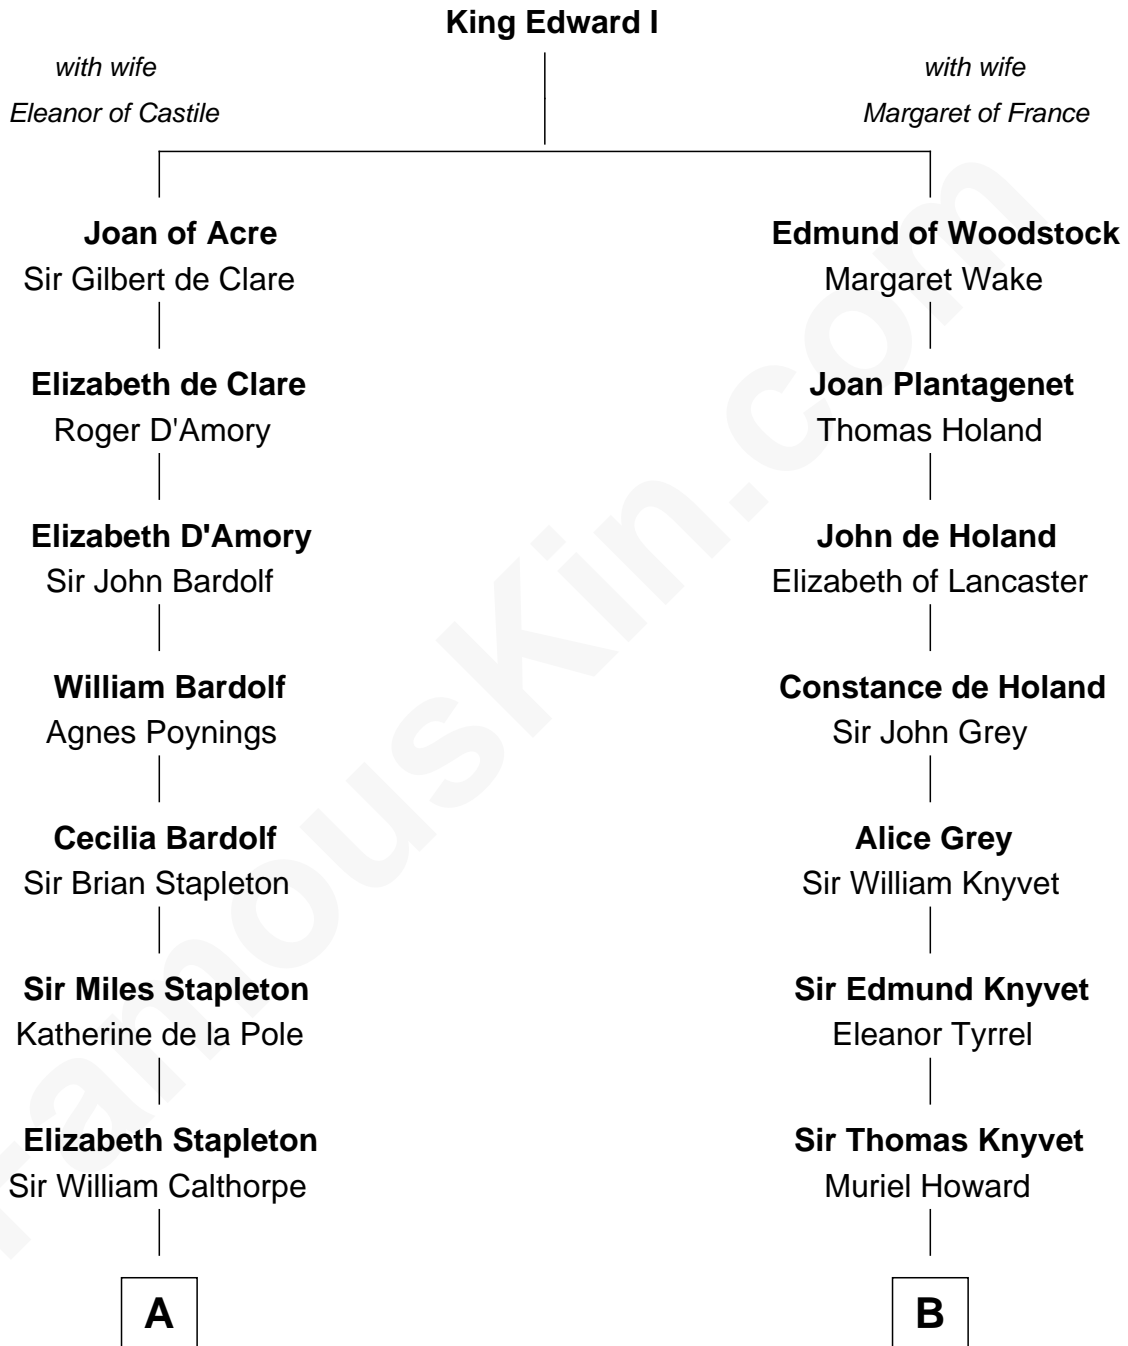 King Edward I
with wife
Eleanor of Castile
with wife
Margaret of France
Joan of Acre
Sir Gilbert de Clare
Edmund of Woodstock
Margaret Wake
Elizabeth de Clare
Roger D'Amory
Joan Plantagenet
Thomas Holand
Elizabeth D'Amory
Sir John Bardolf
John de Holand
Elizabeth of Lancaster
William Bardolf
Agnes Poynings
Constance de Holand
Sir John Grey
Cecilia Bardolf
Sir Brian Stapleton
Alice Grey
Sir William Knyvet
Sir Miles Stapleton
Katherine de la Pole
Sir Edmund Knyvet
Eleanor Tyrrel
Elizabeth Stapleton
Sir William Calthorpe
Sir Thomas Knyvet
Muriel Howard
A
B
FamousKin.com